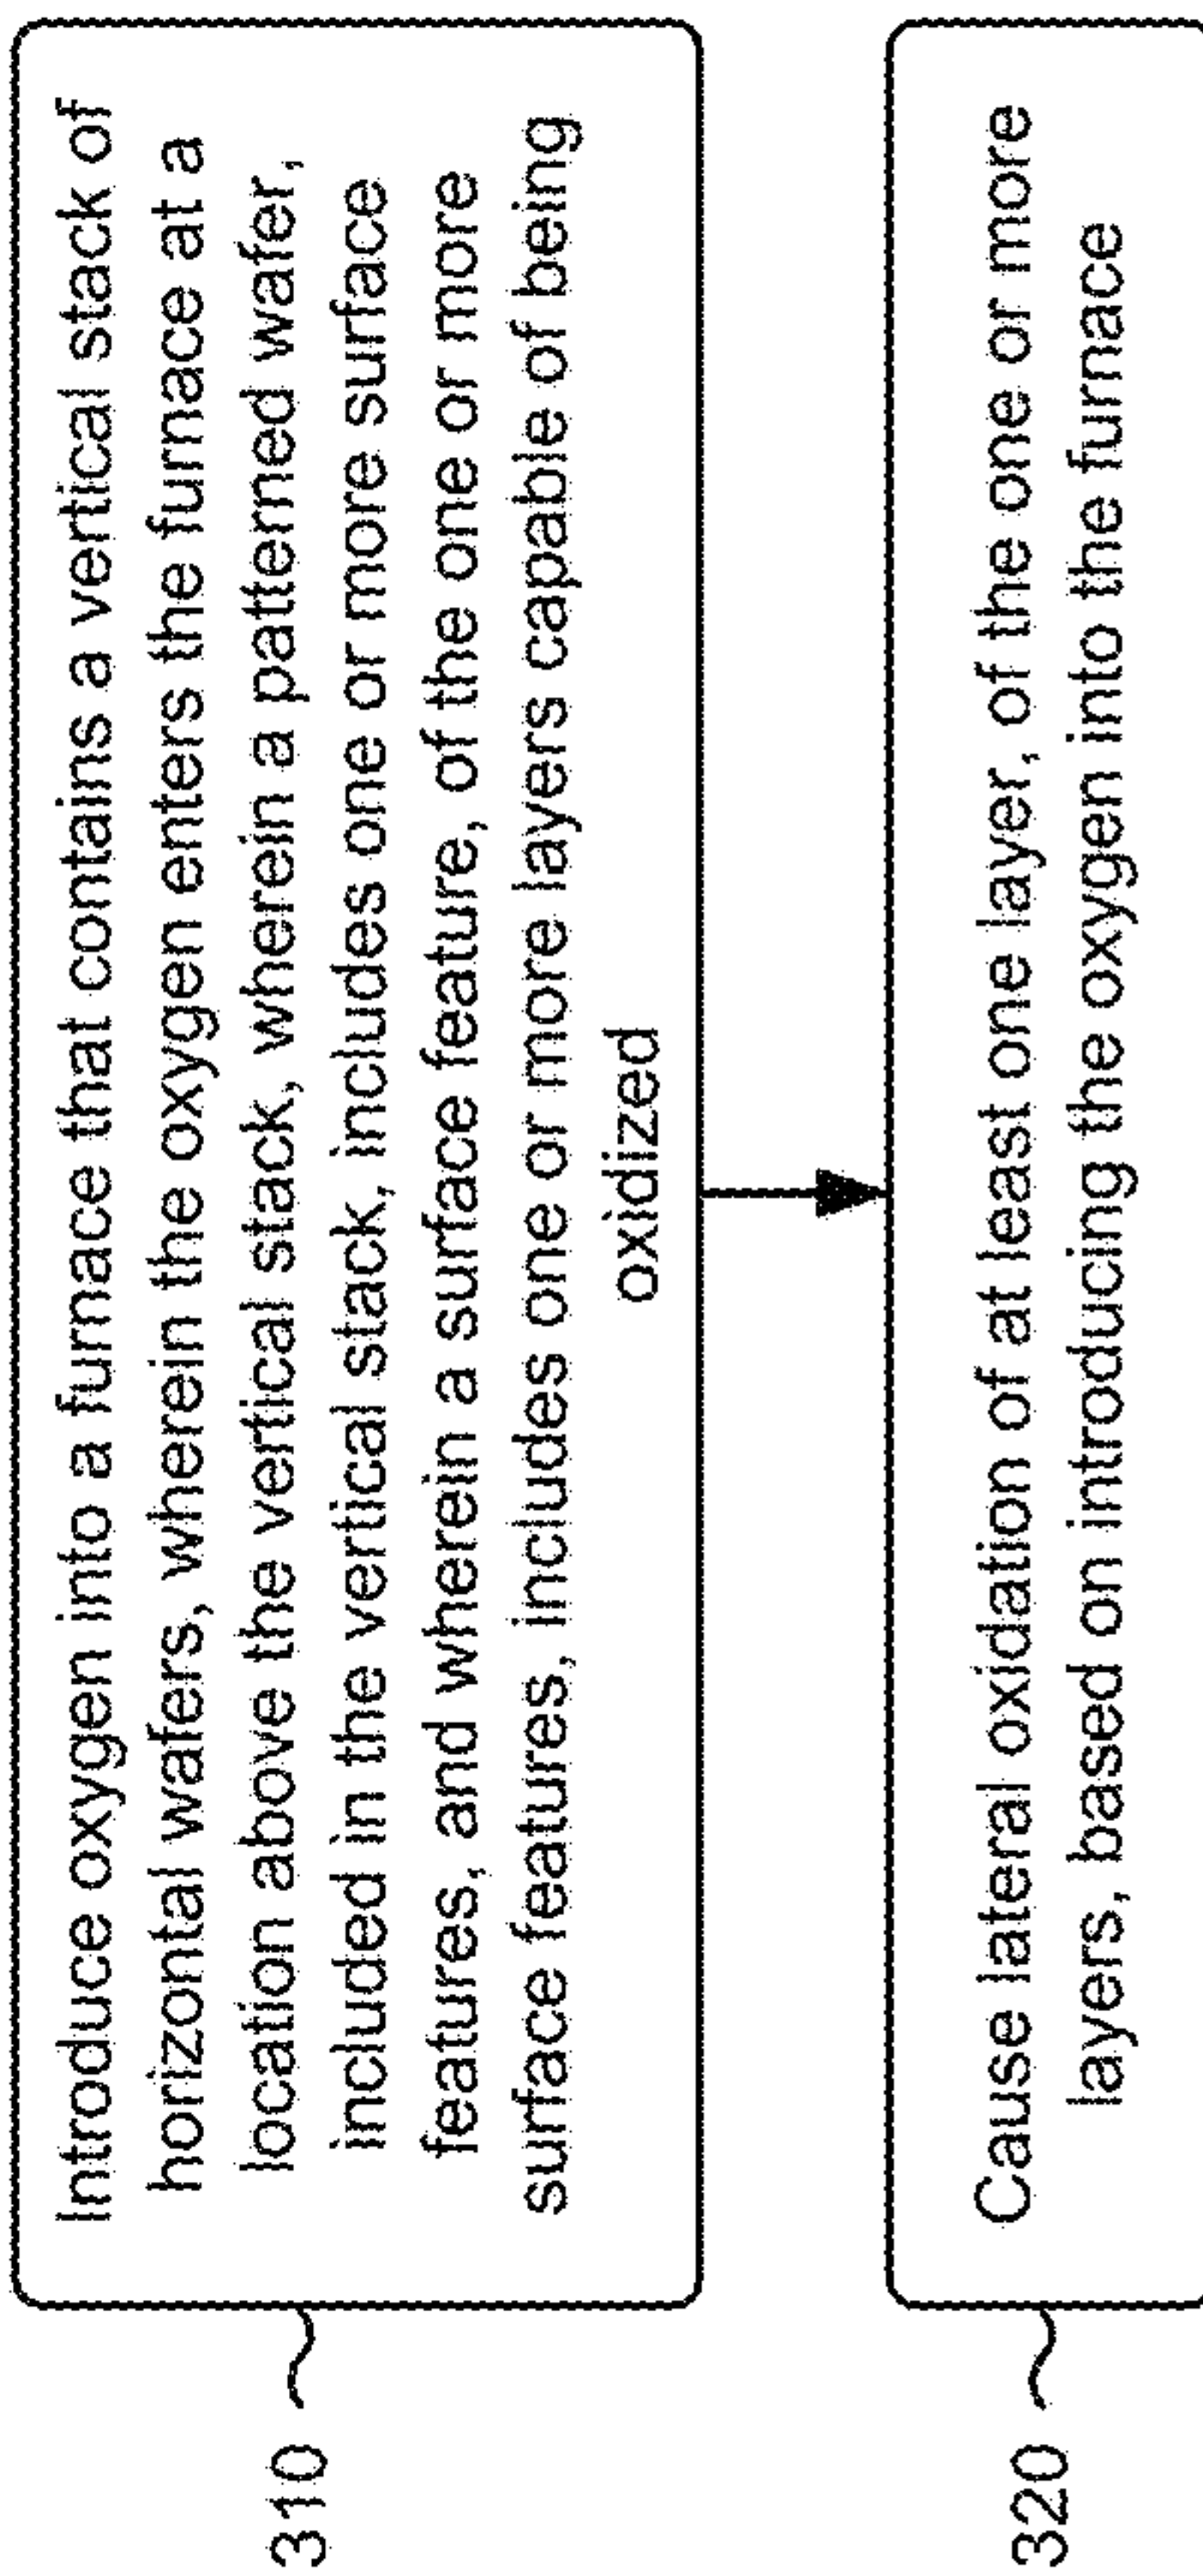 310
Introduce oxygen into a furnace that contains a vertical stack of
horizontal wafers, wherein the oxygen enters the furnace at a
location above the vertical stack, wherein a patterned wafer,
included in the vertical stack, includes one or more surface
features, and wherein a surface feature, of the one or more
surface features, includes one or more layers capable of being
oxidized
320
Cause lateral oxidation of at least one layer, of the one or more
layers, based on introducing the oxygen into the furnace